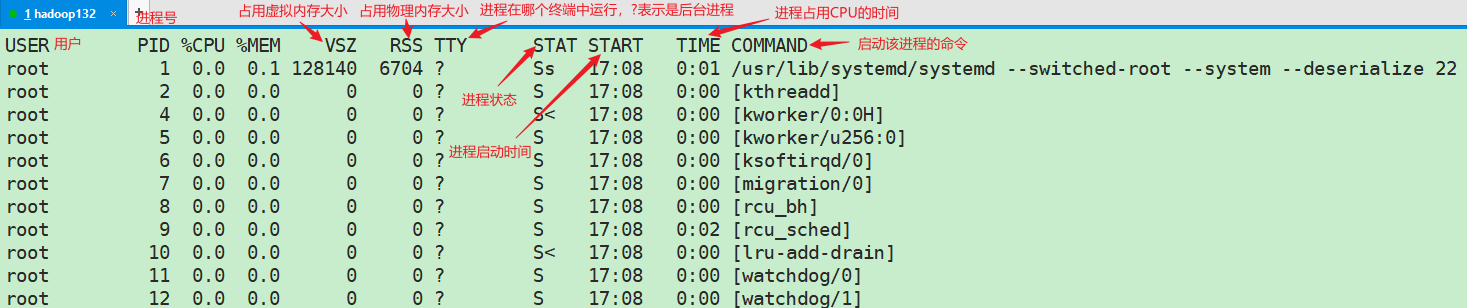 1 hadoop132 × +
进程号 占用虚拟内存大小 占用物理内存大小 进程在哪个终端中运行，?表示是后台进程 进程占用CPU的时间
USER 用户 PID %CPU %MEM VSZ RSS TTY STAT START TIME COMMAND 启动该进程的命令
root 1 0.0 0.1 128140 6704 ? Ss 17:08 0:01 /usr/lib/systemd/systemd --switched-root --system --deserialize 22
root 2 0.0 0.0 0 0 ? S 17:08 0:00 [kthreadd]
进程状态
root 4 0.0 0.0 0 0 ? S< 17:08 0:00 [kworker/0:0H]
root 5 0.0 0.0 0 0 ? S 17:08 0:00 [kworker/u256:0]
进程启动时间
root 6 0.0 0.0 0 0 ? S 17:08 0:00 [ksoftirqd/0]
root 7 0.0 0.0 0 0 ? S 17:08 0:00 [migration/0]
root 8 0.0 0.0 0 0 ? S 17:08 0:00 [rcu_bh]
root 9 0.0 0.0 0 0 ? S 17:08 0:02 [rcu_sched]
root 10 0.0 0.0 0 0 ? S< 17:08 0:00 [lru-add-drain]
root 11 0.0 0.0 0 0 ? S 17:08 0:00 [watchdog/0]
root 12 0.0 0.0 0 0 ? S 17:08 0:00 [watchdog/1]